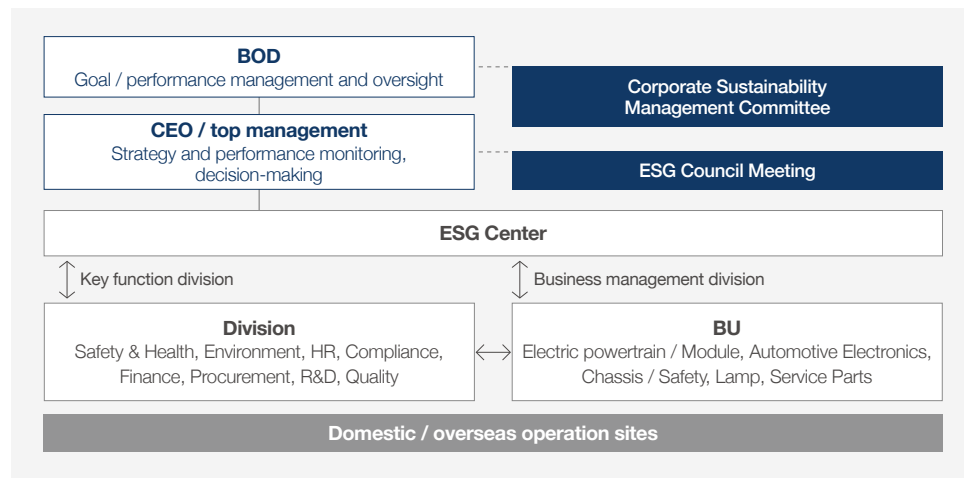 BOD
Goal / performance management and oversight
Corporate Sustainability
Management Committee
CEO / top management
Strategy and performance monitoring,
decision-making
ESG Council Meeting
ESG Center
Key function division
Business management division
Division
Safety & Health, Environment, HR, Compliance,
Finance, Procurement, R&D, Quality
BU
Electric powertrain / Module, Automotive Electronics,
Chassis / Safety, Lamp, Service Parts
Domestic / overseas operation sites